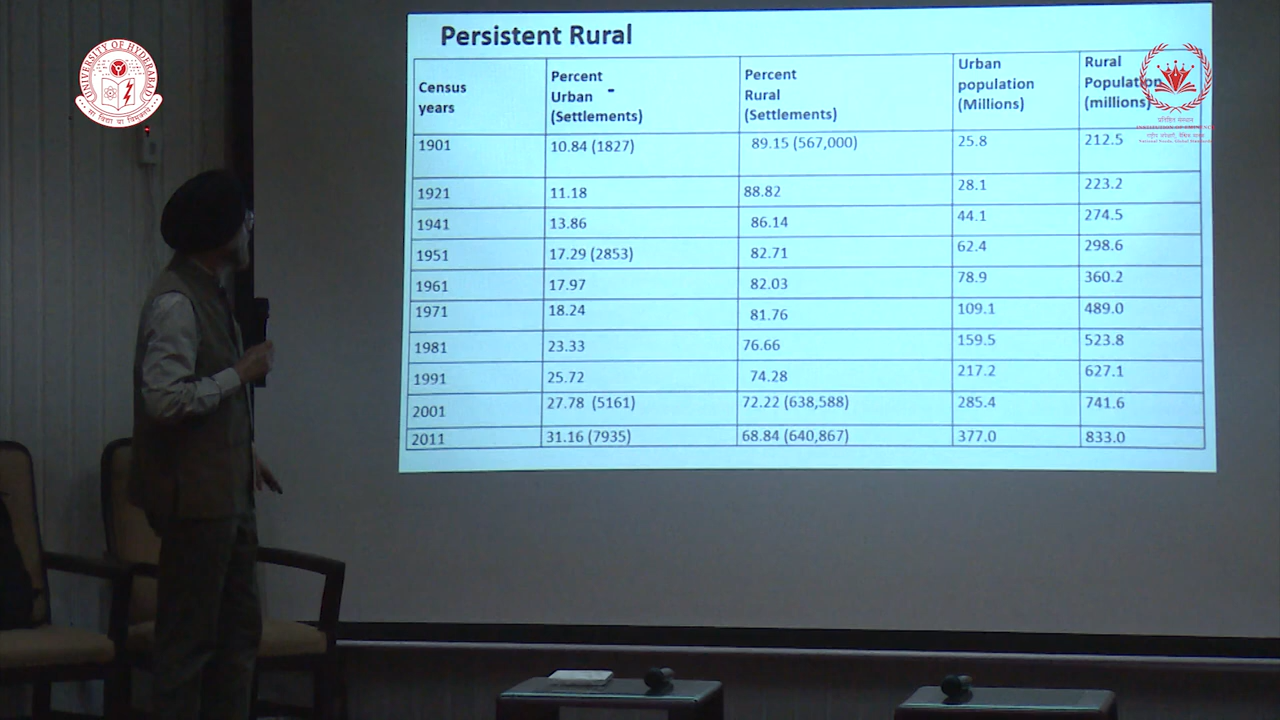 Persistent Rural
Census years
Percent Urban - (Settlements)
Percent Rural (Settlements)
Urban population (Millions)
Rural Population (millions)
1901 10.84 (1827) 89.15 (567,000) 25.8 212.5
1921 11.18 88.82 28.1 223.2
1941 13.86 86.14 44.1 274.5
1951 17.29 (2853) 82.71 62.4 298.6
1961 17.97 82.03 78.9 360.2
1971 18.24 81.76 109.1 489.0
1981 23.33 76.66 159.5 523.8
1991 25.72 74.28 217.2 627.1
2001 27.78 (5161) 72.22 (638,588) 285.4 741.6
2011 31.16 (7935) 68.84 (640,867) 377.0 833.0
UNIVERSITY OF HYDERABAD
सा विद्या या विमुक्तये
National Needs, Global Standards